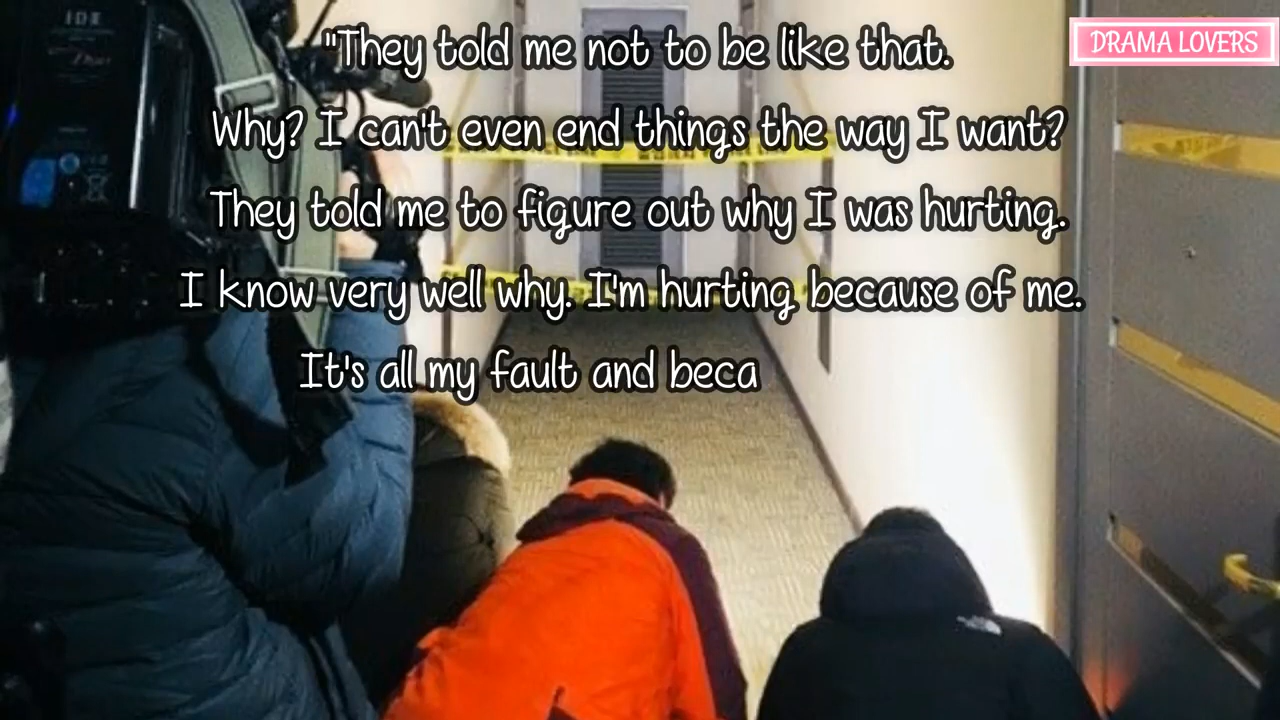 DRAMA LOVERS
"They told me not to be like that.
Why? I can't even end things the way I want?
They told me to figure out why I was hurting.
I know very well why. I'm hurting because of me.
It's all my fault and beca